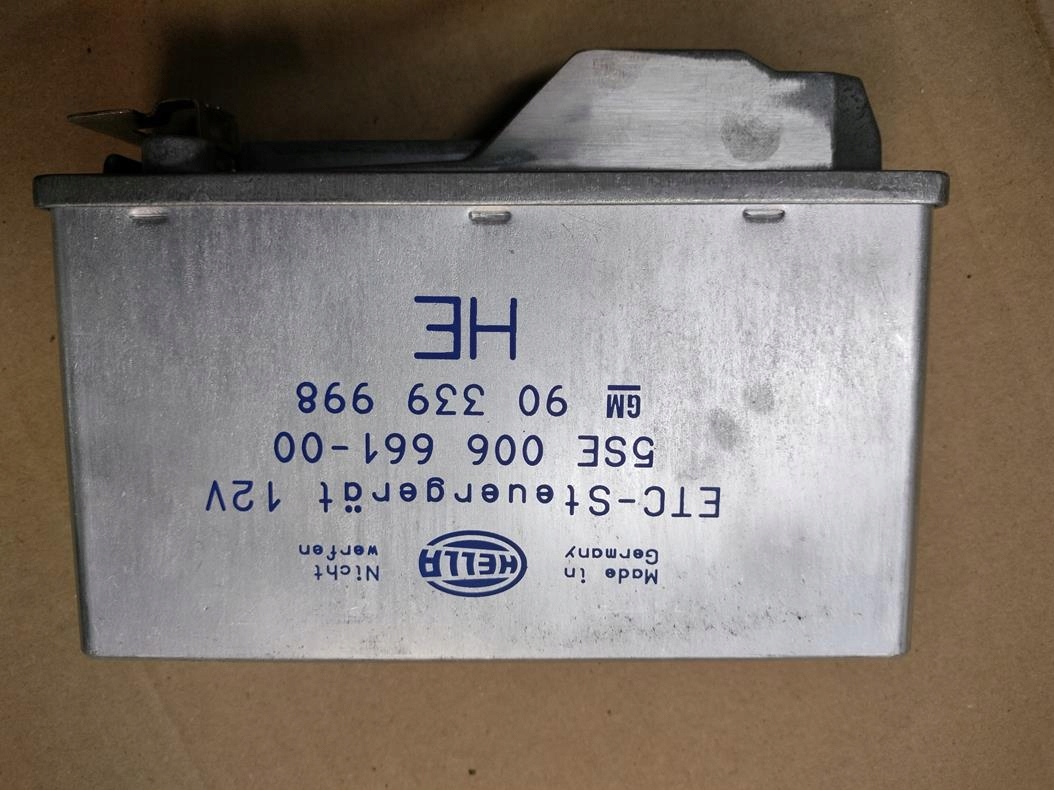 Made in
Germany
HELLA
Nicht
werfen
ETC-Steuergerät 12V
5SE 006 661-00
GM 90 339 998
HE